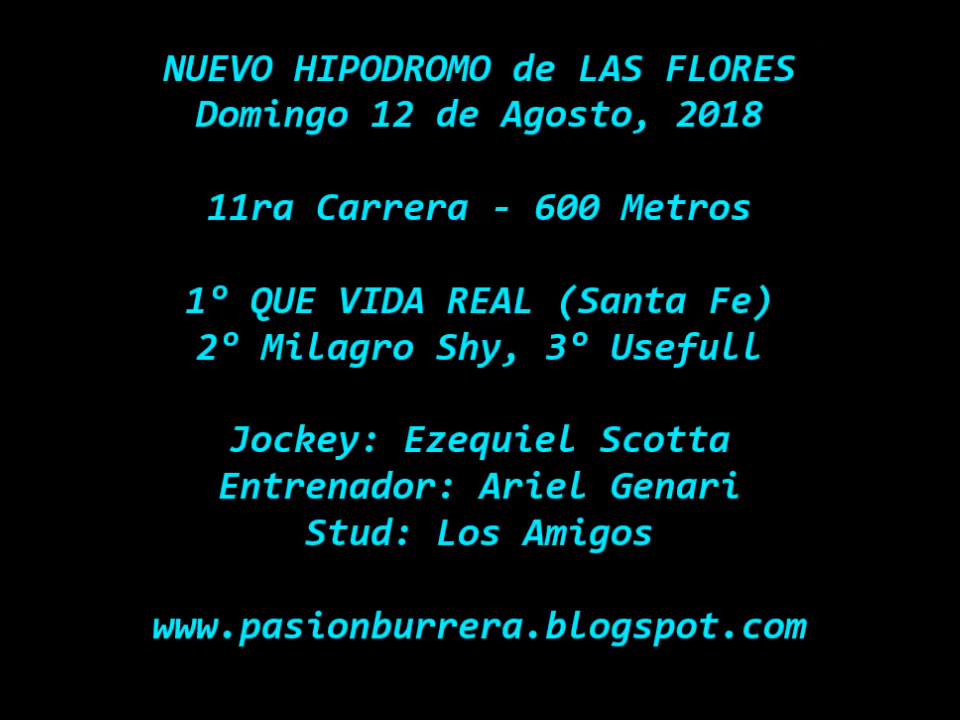 NUEVO HIPODROMO de LAS FLORES
Domingo 12 de Agosto, 2018
11ra Carrera - 600 Metros
1º QUE VIDA REAL (Santa Fe)
2º Milagro Shy, 3º Usefull
Jockey: Ezequiel Scotta
Entrenador: Ariel Genari
Stud: Los Amigos
www.pasionburrera.blogspot.com